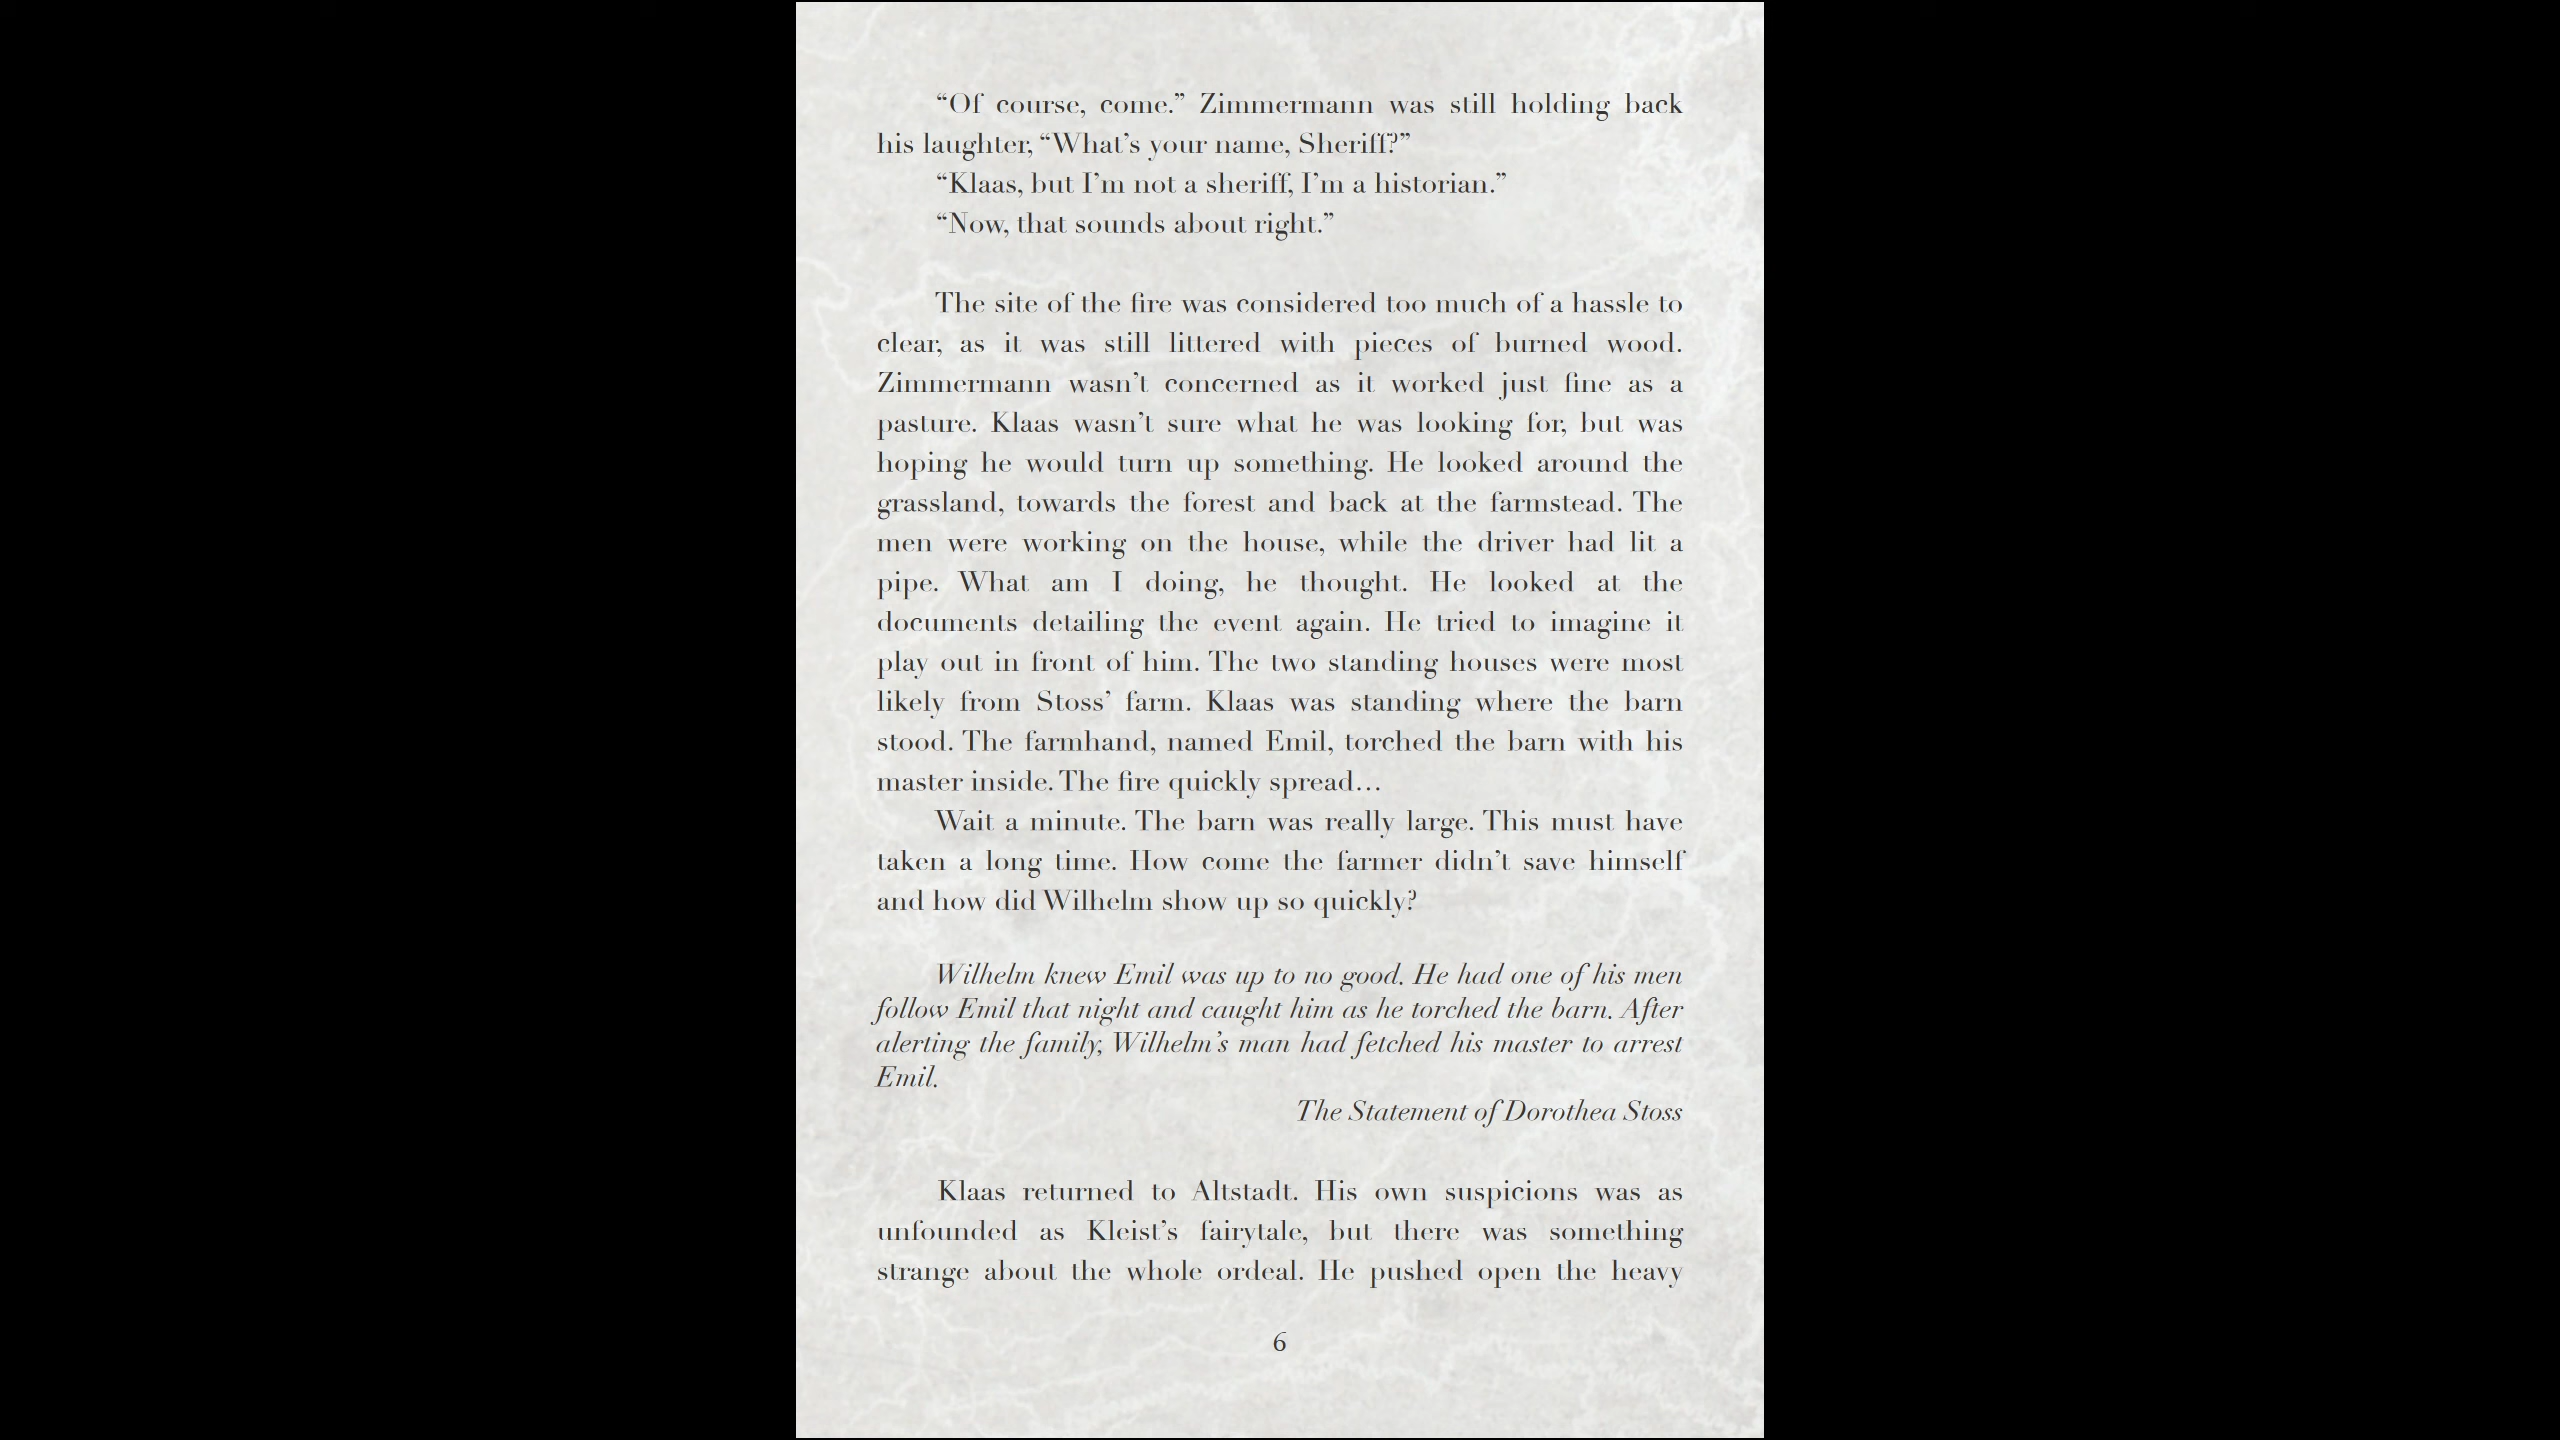 “Of course, come.” Zimmermann was still holding back
his laughter, “What’s your name, Sheriff?”
“Klaas, but I’m not a sheriff, I’m a historian.”
“Now, that sounds about right.”
The site of the fire was considered too much of a hassle to
clear, as it was still littered with pieces of burned wood.
Zimmermann wasn’t concerned as it worked just fine as a
pasture. Klaas wasn’t sure what he was looking for, but was
hoping he would turn up something. He looked around the
grassland, towards the forest and back at the farmstead. The
men were working on the house, while the driver had lit a
pipe. What am I doing, he thought. He looked at the
documents detailing the event again. He tried to imagine it
play out in front of him. The two standing houses were most
likely from Stoss’ farm. Klaas was standing where the barn
stood. The farmhand, named Emil, torched the barn with his
master inside. The fire quickly spread…
Wait a minute. The barn was really large. This must have
taken a long time. How come the farmer didn’t save himself
and how did Wilhelm show up so quickly?
Wilhelm knew Emil was up to no good. He had one of his men
follow Emil that night and caught him as he torched the barn. After
alerting the family, Wilhelm’s man had fetched his master to arrest
Emil.
The Statement of Dorothea Stoss
Klaas returned to Altstadt. His own suspicions was as
unfounded as Kleist’s fairytale, but there was something
strange about the whole ordeal. He pushed open the heavy
6